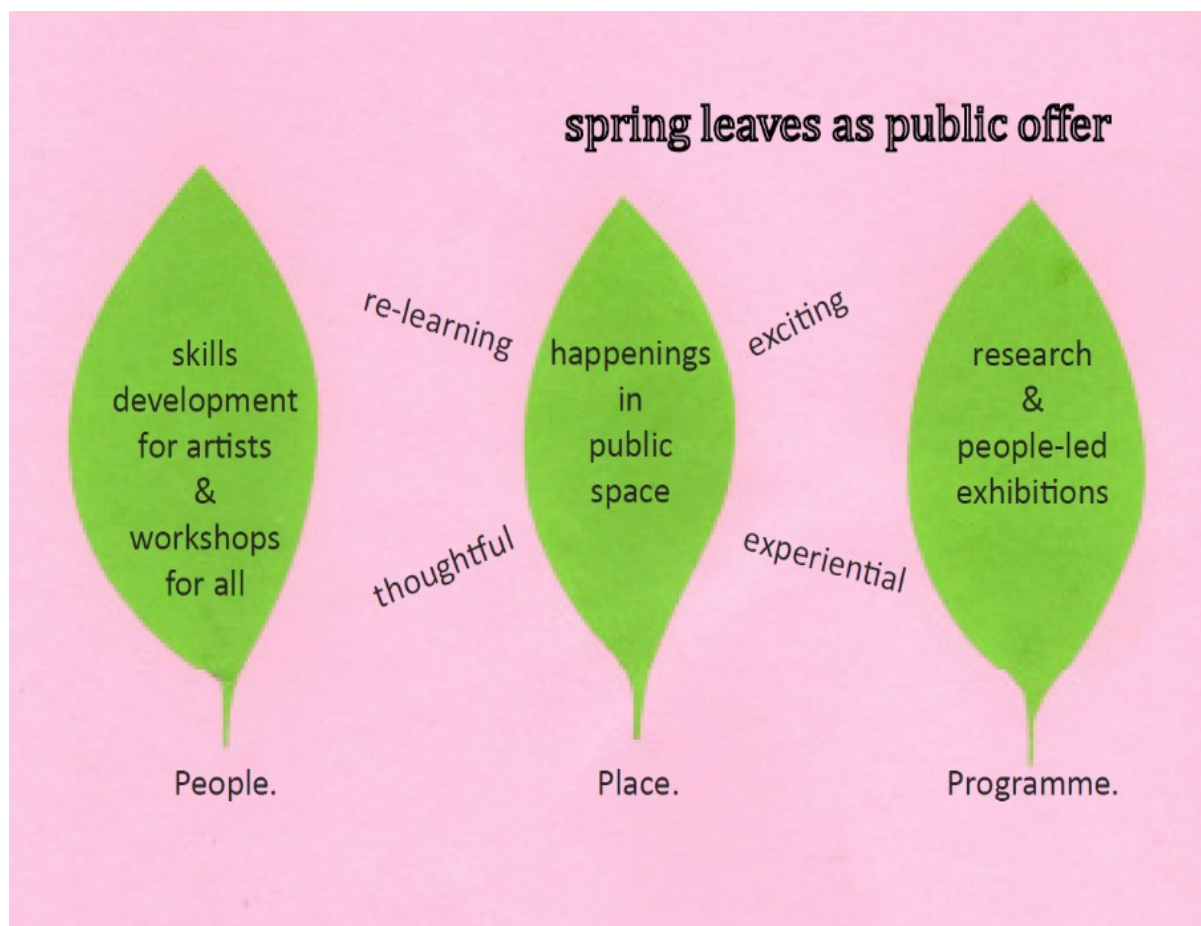 spring leaves as public offer
skills
development
for artists
&
workshops
for all
re-learning
thoughtful
happenings
in
public
space
exciting
experiential
research
&
people-led
exhibitions
People.
Place.
Programme.